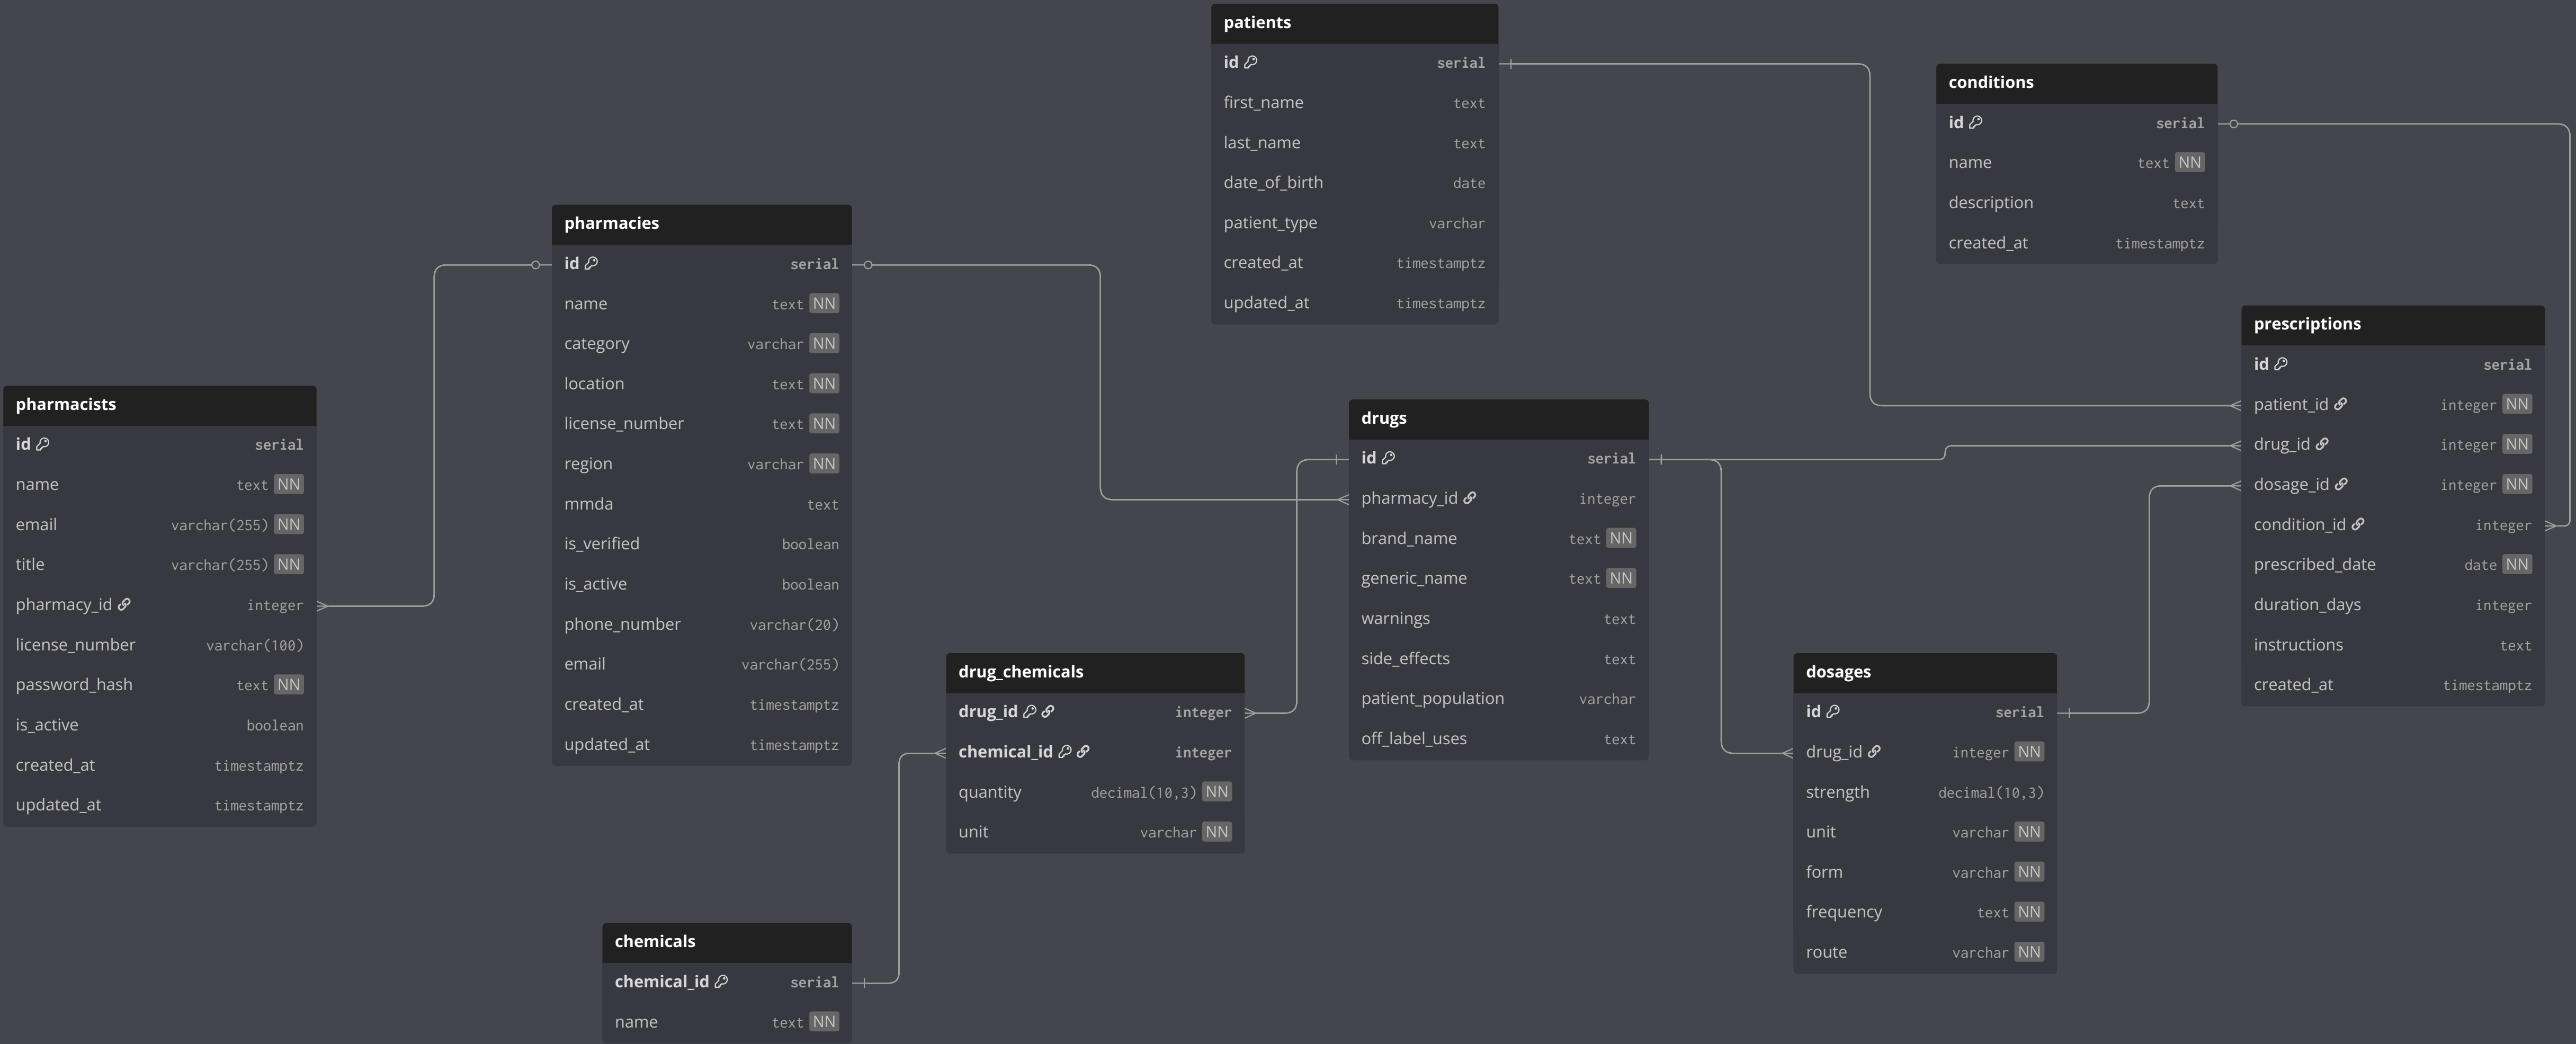 patients
id serial
first_name text
last_name text
date_of_birth date
patient_type varchar
created_at timestamptz
updated_at timestamptz
conditions
id serial
name text NN
description text
created_at timestamptz
pharmacies
id serial
name text NN
category varchar NN
location text NN
license_number text NN
region varchar NN
mmda text
is_verified boolean
is_active boolean
phone_number varchar(20)
email varchar(255)
created_at timestamptz
updated_at timestamptz
prescriptions
id serial
patient_id integer NN
drug_id integer NN
dosage_id integer NN
condition_id integer
prescribed_date date NN
duration_days integer
instructions text
created_at timestamptz
pharmacists
id serial
name text NN
email varchar(255) NN
title varchar(255) NN
pharmacy_id integer
license_number varchar(100)
password_hash text NN
is_active boolean
created_at timestamptz
updated_at timestamptz
drugs
id serial
pharmacy_id integer
brand_name text NN
generic_name text NN
warnings text
side_effects text
patient_population varchar
off_label_uses text
drug_chemicals
drug_id integer
chemical_id integer
quantity decimal(10,3) NN
unit varchar NN
dosages
id serial
drug_id integer NN
strength decimal(10,3)
unit varchar NN
form varchar NN
frequency text NN
route varchar NN
chemicals
chemical_id serial
name text NN